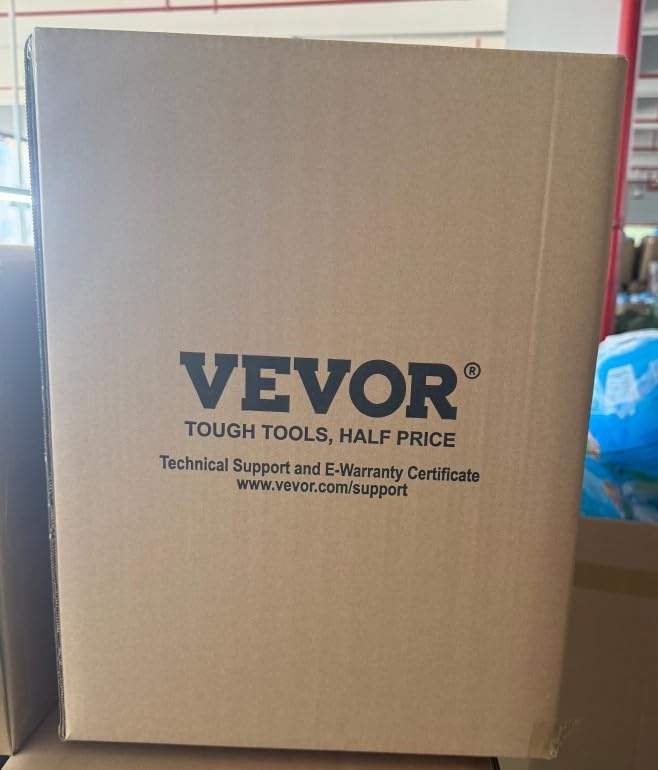 VEVOR®
TOUGH TOOLS, HALF PRICE
Technical Support and E-Warranty Certificate
www.vevor.com/support